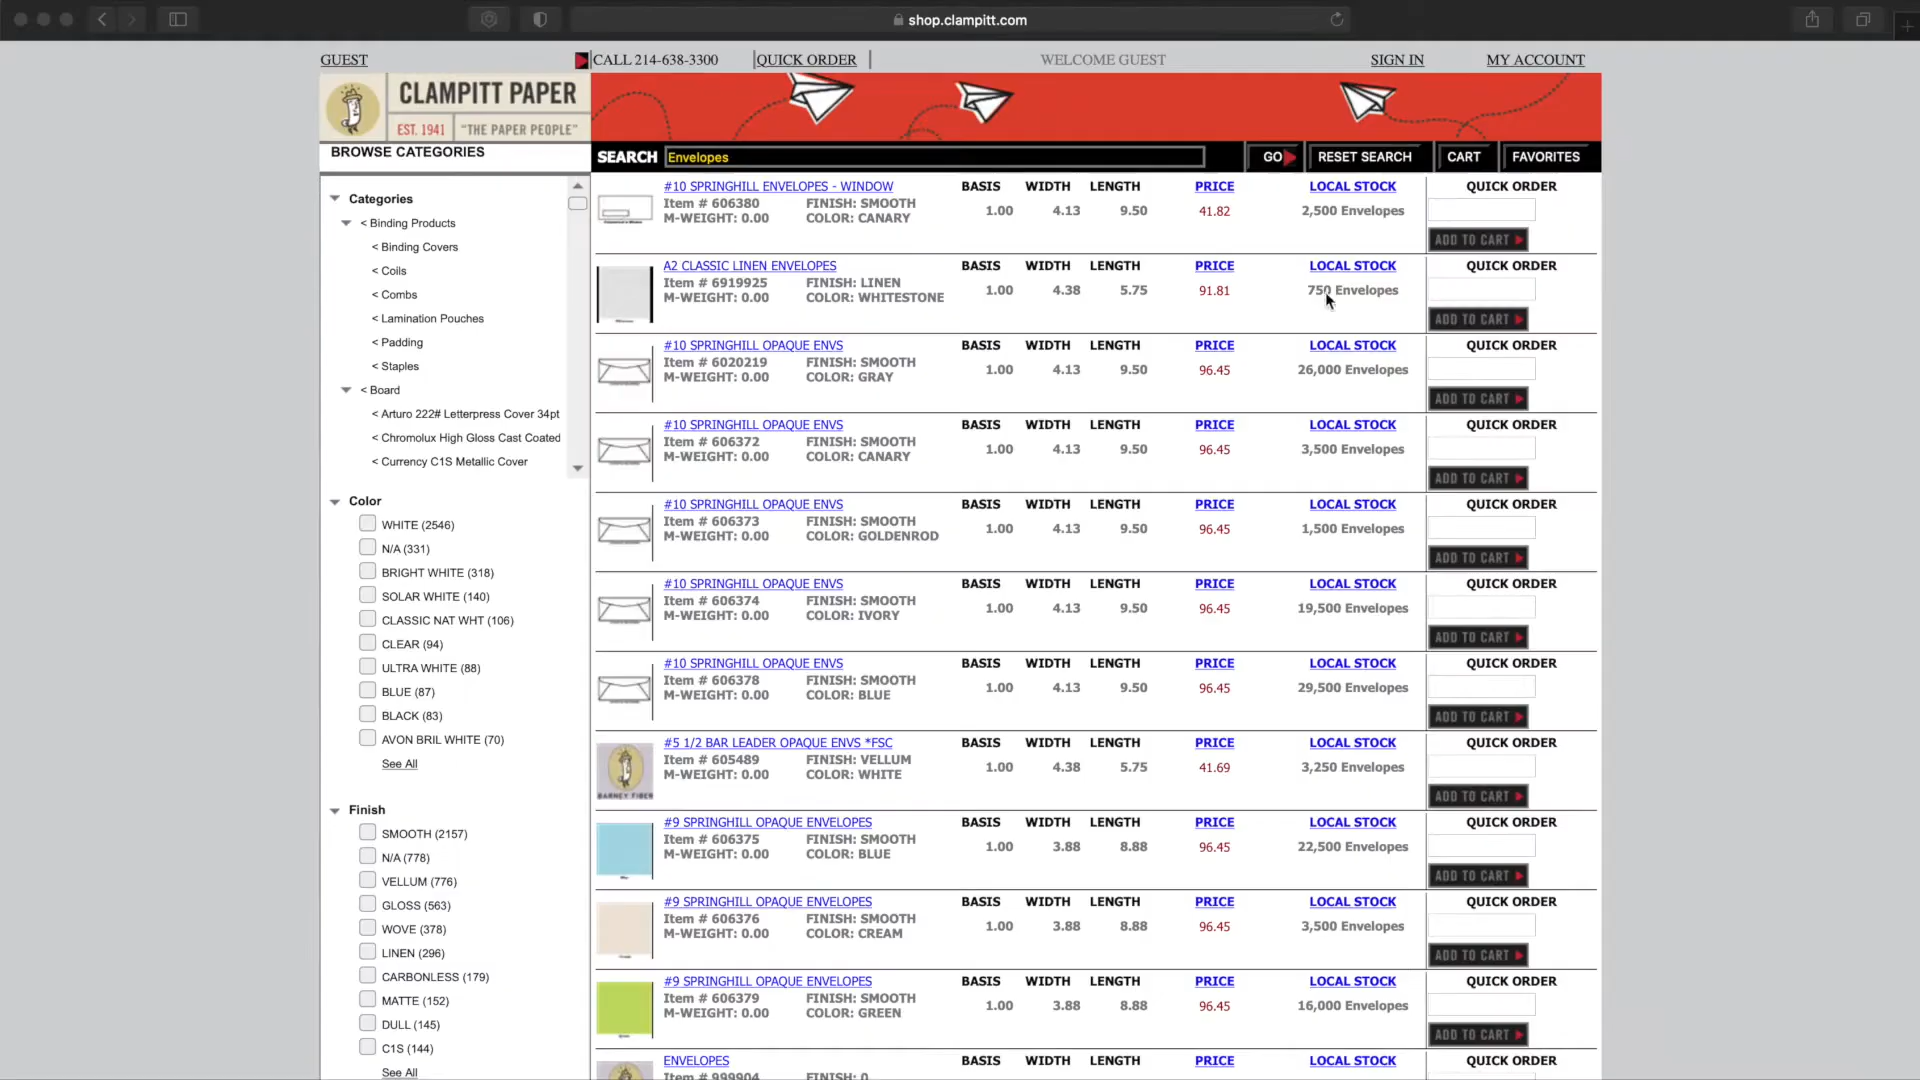 shop.clampitt.com
GUEST
CALL 214-638-3300
QUICK ORDER
WELCOME GUEST
SIGN IN
MY ACCOUNT
CLAMPITT PAPER
EST. 1941
"THE PAPER PEOPLE"
BROWSE CATEGORIES
SEARCH Envelopes
GO
RESET SEARCH
CART
FAVORITES
Categories
< Binding Products
< Binding Covers
< Coils
< Combs
< Lamination Pouches
< Padding
< Staples
< Board
< Arturo 222# Letterpress Cover 34pt
< Chromolux High Gloss Cast Coated
< Currency C1S Metallic Cover
Color
WHITE (2546)
N/A (331)
BRIGHT WHITE (318)
SOLAR WHITE (140)
CLASSIC NAT WHT (106)
CLEAR (94)
ULTRA WHITE (88)
BLUE (87)
BLACK (83)
AVON BRIL WHITE (70)
See All
Finish
SMOOTH (2157)
N/A (778)
VELLUM (776)
GLOSS (563)
WOVE (378)
LINEN (296)
CARBONLESS (179)
MATTE (152)
DULL (145)
C1S (144)
See All
#10 SPRINGHILL ENVELOPES - WINDOW BASIS WIDTH LENGTH PRICE LOCAL STOCK QUICK ORDER
Item # 606380 FINISH: SMOOTH 1.00 4.13 9.50 41.82 2,500 Envelopes
M-WEIGHT: 0.00 COLOR: CANARY
ADD TO CART
A2 CLASSIC LINEN ENVELOPES BASIS WIDTH LENGTH PRICE LOCAL STOCK QUICK ORDER
Item # 6919925 FINISH: LINEN 1.00 4.38 5.75 91.81 750 Envelopes
M-WEIGHT: 0.00 COLOR: WHITESTONE
ADD TO CART
#10 SPRINGHILL OPAQUE ENVS BASIS WIDTH LENGTH PRICE LOCAL STOCK QUICK ORDER
Item # 6020219 FINISH: SMOOTH 1.00 4.13 9.50 96.45 26,000 Envelopes
M-WEIGHT: 0.00 COLOR: GRAY
ADD TO CART
#10 SPRINGHILL OPAQUE ENVS BASIS WIDTH LENGTH PRICE LOCAL STOCK QUICK ORDER
Item # 606372 FINISH: SMOOTH 1.00 4.13 9.50 96.45 3,500 Envelopes
M-WEIGHT: 0.00 COLOR: CANARY
ADD TO CART
#10 SPRINGHILL OPAQUE ENVS BASIS WIDTH LENGTH PRICE LOCAL STOCK QUICK ORDER
Item # 606373 FINISH: SMOOTH 1.00 4.13 9.50 96.45 1,500 Envelopes
M-WEIGHT: 0.00 COLOR: GOLDENROD
ADD TO CART
#10 SPRINGHILL OPAQUE ENVS BASIS WIDTH LENGTH PRICE LOCAL STOCK QUICK ORDER
Item # 606374 FINISH: SMOOTH 1.00 4.13 9.50 96.45 19,500 Envelopes
M-WEIGHT: 0.00 COLOR: IVORY
ADD TO CART
#10 SPRINGHILL OPAQUE ENVS BASIS WIDTH LENGTH PRICE LOCAL STOCK QUICK ORDER
Item # 606378 FINISH: SMOOTH 1.00 4.13 9.50 96.45 29,500 Envelopes
M-WEIGHT: 0.00 COLOR: BLUE
ADD TO CART
#5 1/2 BAR LEADER OPAQUE ENVS *FSC BASIS WIDTH LENGTH PRICE LOCAL STOCK QUICK ORDER
Item # 605489 FINISH: VELLUM 1.00 4.38 5.75 41.69 3,250 Envelopes
M-WEIGHT: 0.00 COLOR: WHITE
BARNEY FIBER
ADD TO CART
#9 SPRINGHILL OPAQUE ENVELOPES BASIS WIDTH LENGTH PRICE LOCAL STOCK QUICK ORDER
Item # 606375 FINISH: SMOOTH 1.00 3.88 8.88 96.45 22,500 Envelopes
M-WEIGHT: 0.00 COLOR: BLUE
ADD TO CART
#9 SPRINGHILL OPAQUE ENVELOPES BASIS WIDTH LENGTH PRICE LOCAL STOCK QUICK ORDER
Item # 606376 FINISH: SMOOTH 1.00 3.88 8.88 96.45 3,500 Envelopes
M-WEIGHT: 0.00 COLOR: CREAM
ADD TO CART
#9 SPRINGHILL OPAQUE ENVELOPES BASIS WIDTH LENGTH PRICE LOCAL STOCK QUICK ORDER
Item # 606379 FINISH: SMOOTH 1.00 3.88 8.88 96.45 16,000 Envelopes
M-WEIGHT: 0.00 COLOR: GREEN
ADD TO CART
ENVELOPES BASIS WIDTH LENGTH PRICE LOCAL STOCK QUICK ORDER
Item # 999904 FINISH: 0